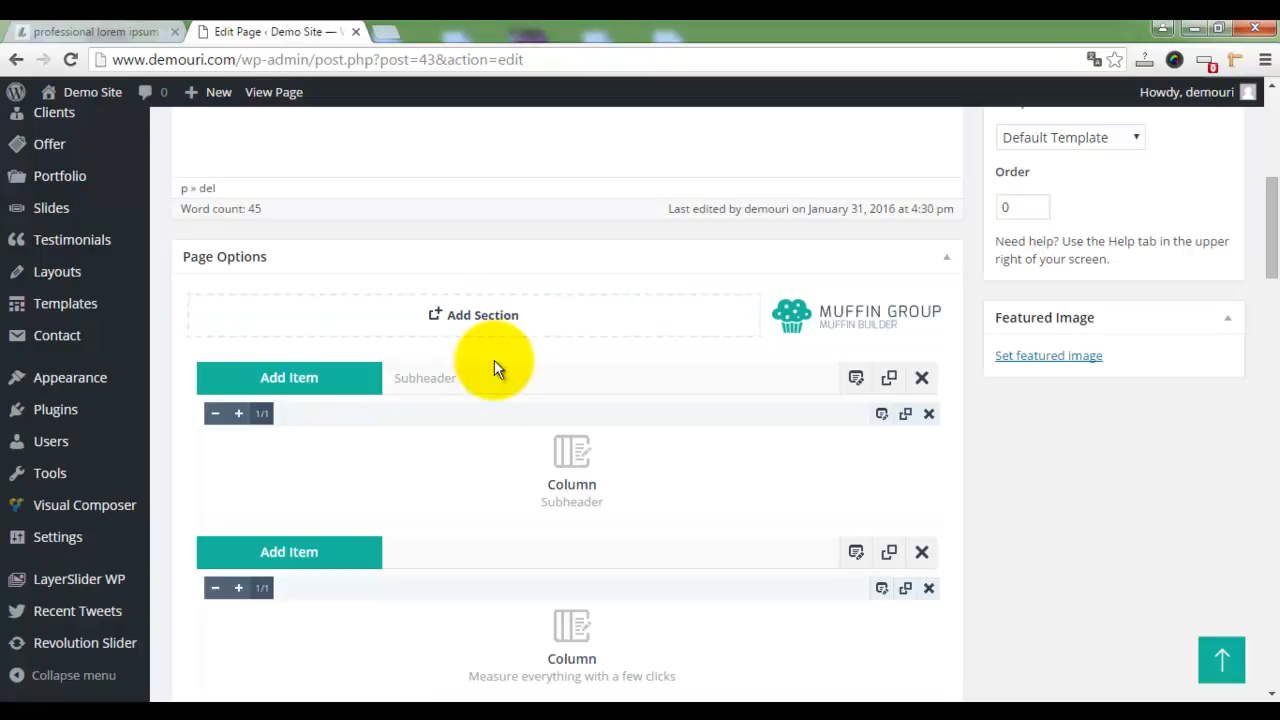 professional lorem ipsum
Edit Page ‹ Demo Site —
www.demouri.com/wp-admin/post.php?post=43&action=edit
0
Demo Site
0
New
View Page
Howdy, demouri
Clients
Offer
Portfolio
Slides
Testimonials
Layouts
Templates
Contact
Appearance
Plugins
Users
Tools
Visual Composer
Settings
LayerSlider WP
Recent Tweets
Revolution Slider
Collapse menu
p » del
Word count: 45
Last edited by demouri on January 31, 2016 at 4:30 pm
Page Options
Add Section
MUFFIN GROUP
MUFFIN BUILDER
Add Item
Subheader
1/1
Column
Subheader
Add Item
1/1
Column
Measure everything with a few clicks
Default Template
Order
0
Need help? Use the Help tab in the upper
right of your screen.
Featured Image
Set featured image